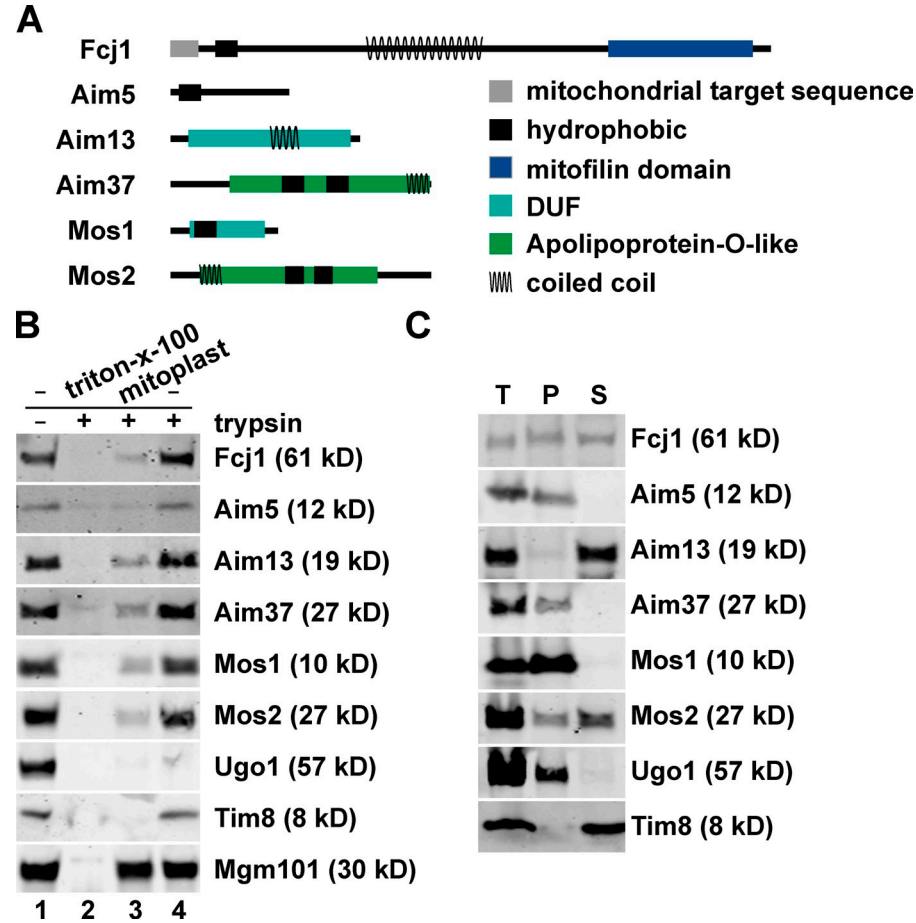 A
Fcj1
Aim5
Aim13
Aim37
Mos1
Mos2
mitochondrial target sequence
hydrophobic
mitofilin domain
DUF
Apolipoprotein-O-like
coiled coil
B
– triton-x-100 mitoplast –
– + + + trypsin
Fcj1 (61 kD)
Aim5 (12 kD)
Aim13 (19 kD)
Aim37 (27 kD)
Mos1 (10 kD)
Mos2 (27 kD)
Ugo1 (57 kD)
Tim8 (8 kD)
Mgm101 (30 kD)
1 2 3 4
C
T P S
Fcj1 (61 kD)
Aim5 (12 kD)
Aim13 (19 kD)
Aim37 (27 kD)
Mos1 (10 kD)
Mos2 (27 kD)
Ugo1 (57 kD)
Tim8 (8 kD)